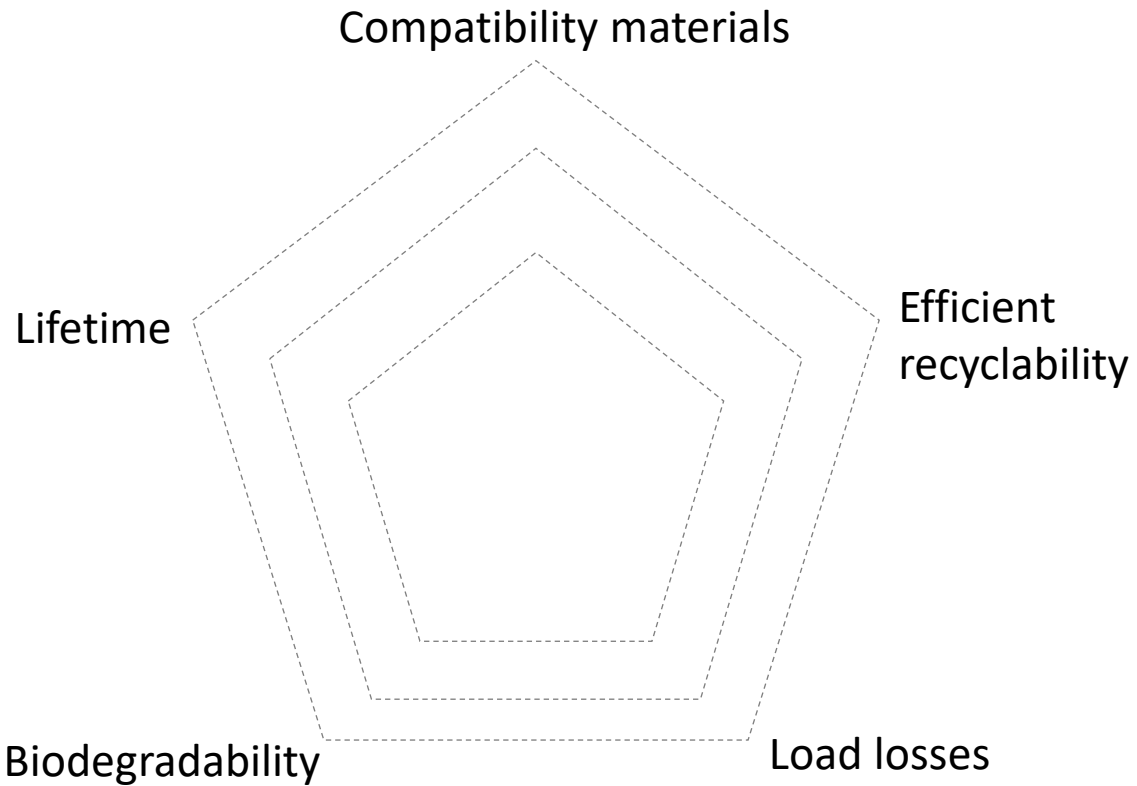 Compatibility materials
Lifetime
Efficient
recyclability
Biodegradability
Load losses